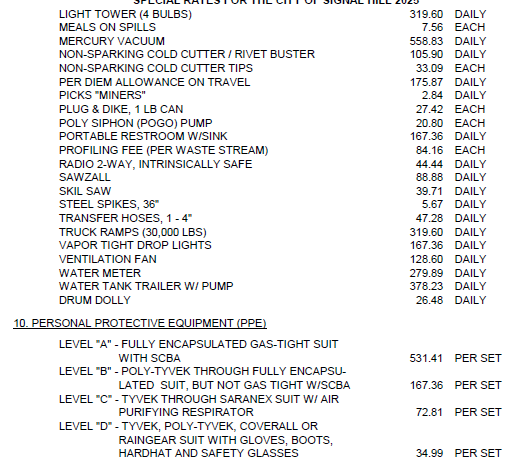 SPECIAL RATES FOR THE CITY OF SIGNAL HILL 2025
LIGHT TOWER (4 BULBS) 319.60 DAILY
MEALS ON SPILLS 7.56 EACH
MERCURY VACUUM 558.83 DAILY
NON-SPARKING COLD CUTTER / RIVET BUSTER 105.90 DAILY
NON-SPARKING COLD CUTTER TIPS 33.09 EACH
PER DIEM ALLOWANCE ON TRAVEL 175.87 DAILY
PICKS "MINERS" 2.84 DAILY
PLUG & DIKE, 1 LB CAN 27.42 EACH
POLY SIPHON (POGO) PUMP 20.80 EACH
PORTABLE RESTROOM W/SINK 167.36 DAILY
PROFILING FEE (PER WASTE STREAM) 84.16 EACH
RADIO 2-WAY, INTRINSICALLY SAFE 44.44 DAILY
SAWZALL 88.88 DAILY
SKIL SAW 39.71 DAILY
STEEL SPIKES, 36" 5.67 DAILY
TRANSFER HOSES, 1 - 4" 47.28 DAILY
TRUCK RAMPS (30,000 LBS) 319.60 DAILY
VAPOR TIGHT DROP LIGHTS 167.36 DAILY
VENTILATION FAN 128.60 DAILY
WATER METER 279.89 DAILY
WATER TANK TRAILER W/ PUMP 378.23 DAILY
DRUM DOLLY 26.48 DAILY
10. PERSONAL PROTECTIVE EQUIPMENT (PPE)
LEVEL "A" - FULLY ENCAPSULATED GAS-TIGHT SUIT
WITH SCBA 531.41 PER SET
LEVEL "B" - POLY-TYVEK THROUGH FULLY ENCAPSU-
LATED SUIT, BUT NOT GAS TIGHT W/SCBA 167.36 PER SET
LEVEL "C" - TYVEK THROUGH SARANEX SUIT W/ AIR
PURIFYING RESPIRATOR 72.81 PER SET
LEVEL "D" - TYVEK, POLY-TYVEK, COVERALL OR
RAINGEAR SUIT WITH GLOVES, BOOTS,
HARDHAT AND SAFETY GLASSES 34.99 PER SET